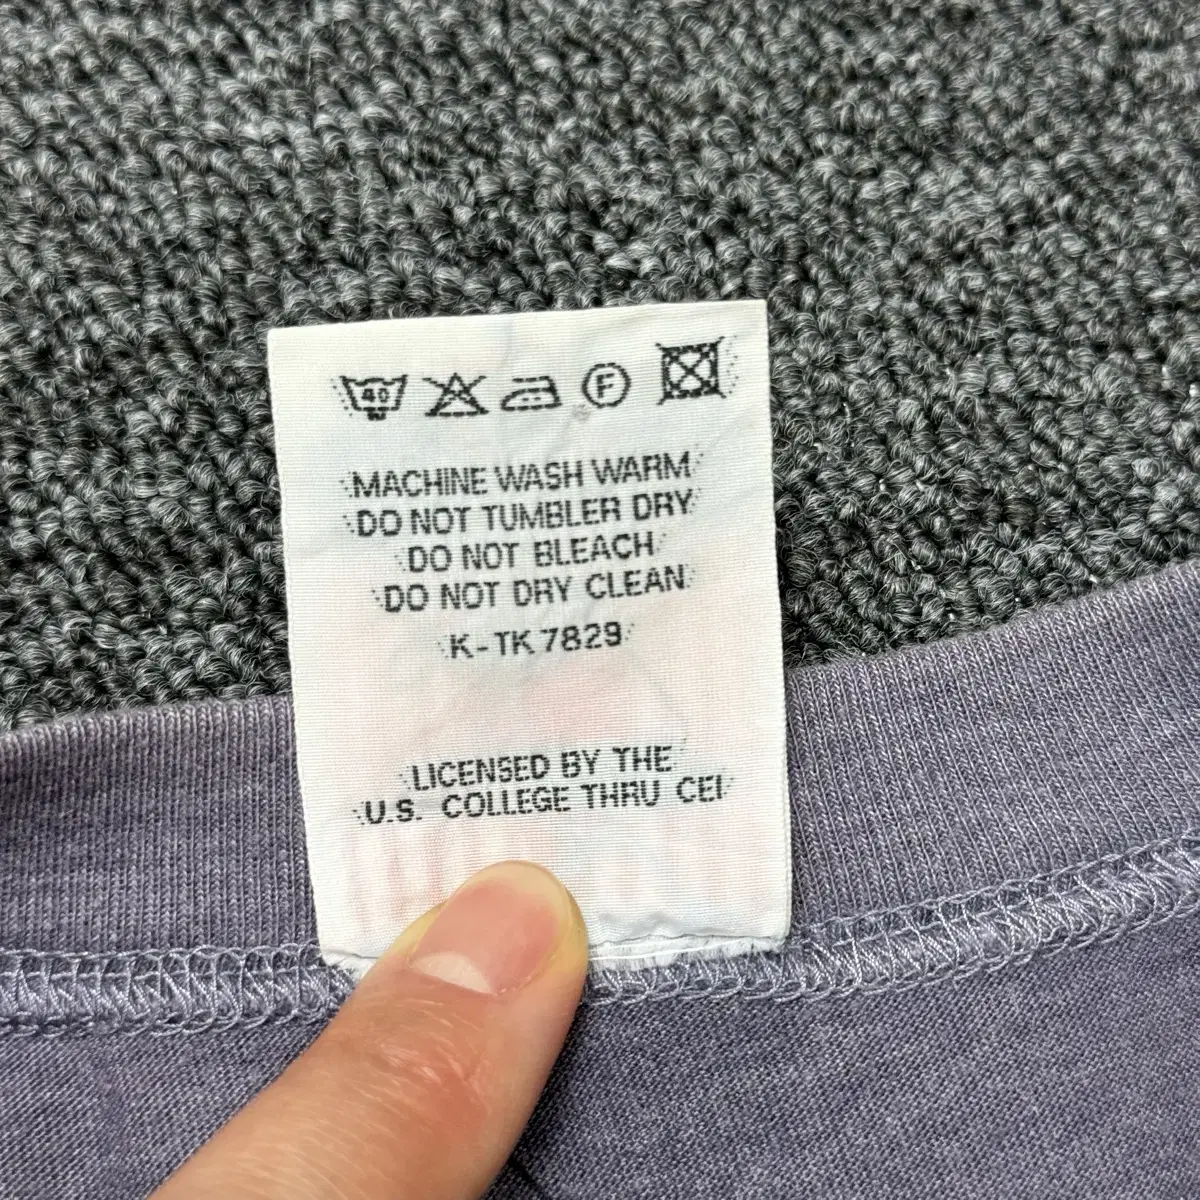 40 F
MACHINE WASH WARM
DO NOT TUMBLER DRY
DO NOT BLEACH
DO NOT DRY CLEAN
K-TK 7829
LICENSED BY THE
U.S. COLLEGE THRU CEI